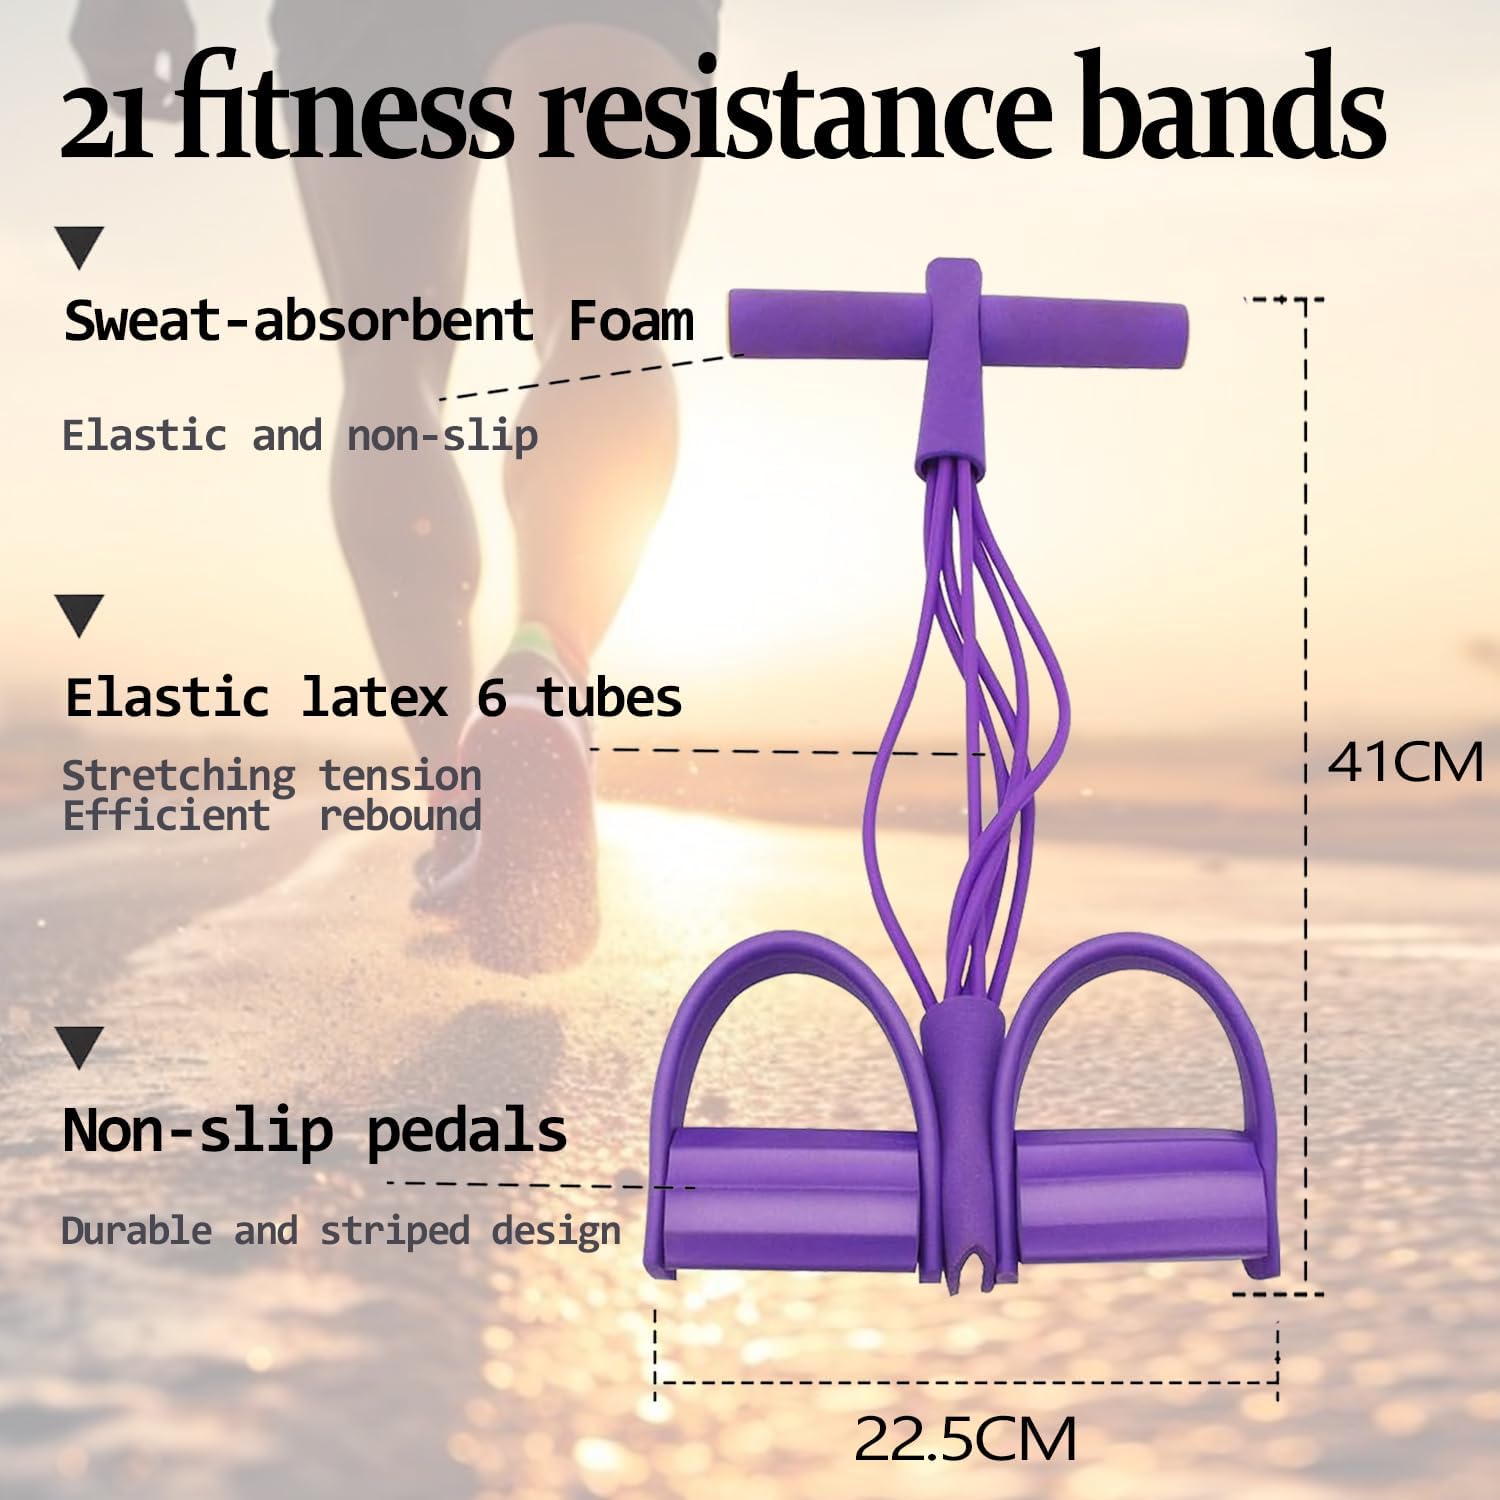 21 fitness resistance bands
Sweat-absorbent Foam
Elastic and non-slip
Elastic latex 6 tubes
Stretching tension
Efficient rebound
41CM
Non-slip pedals
Durable and striped design
22.5CM